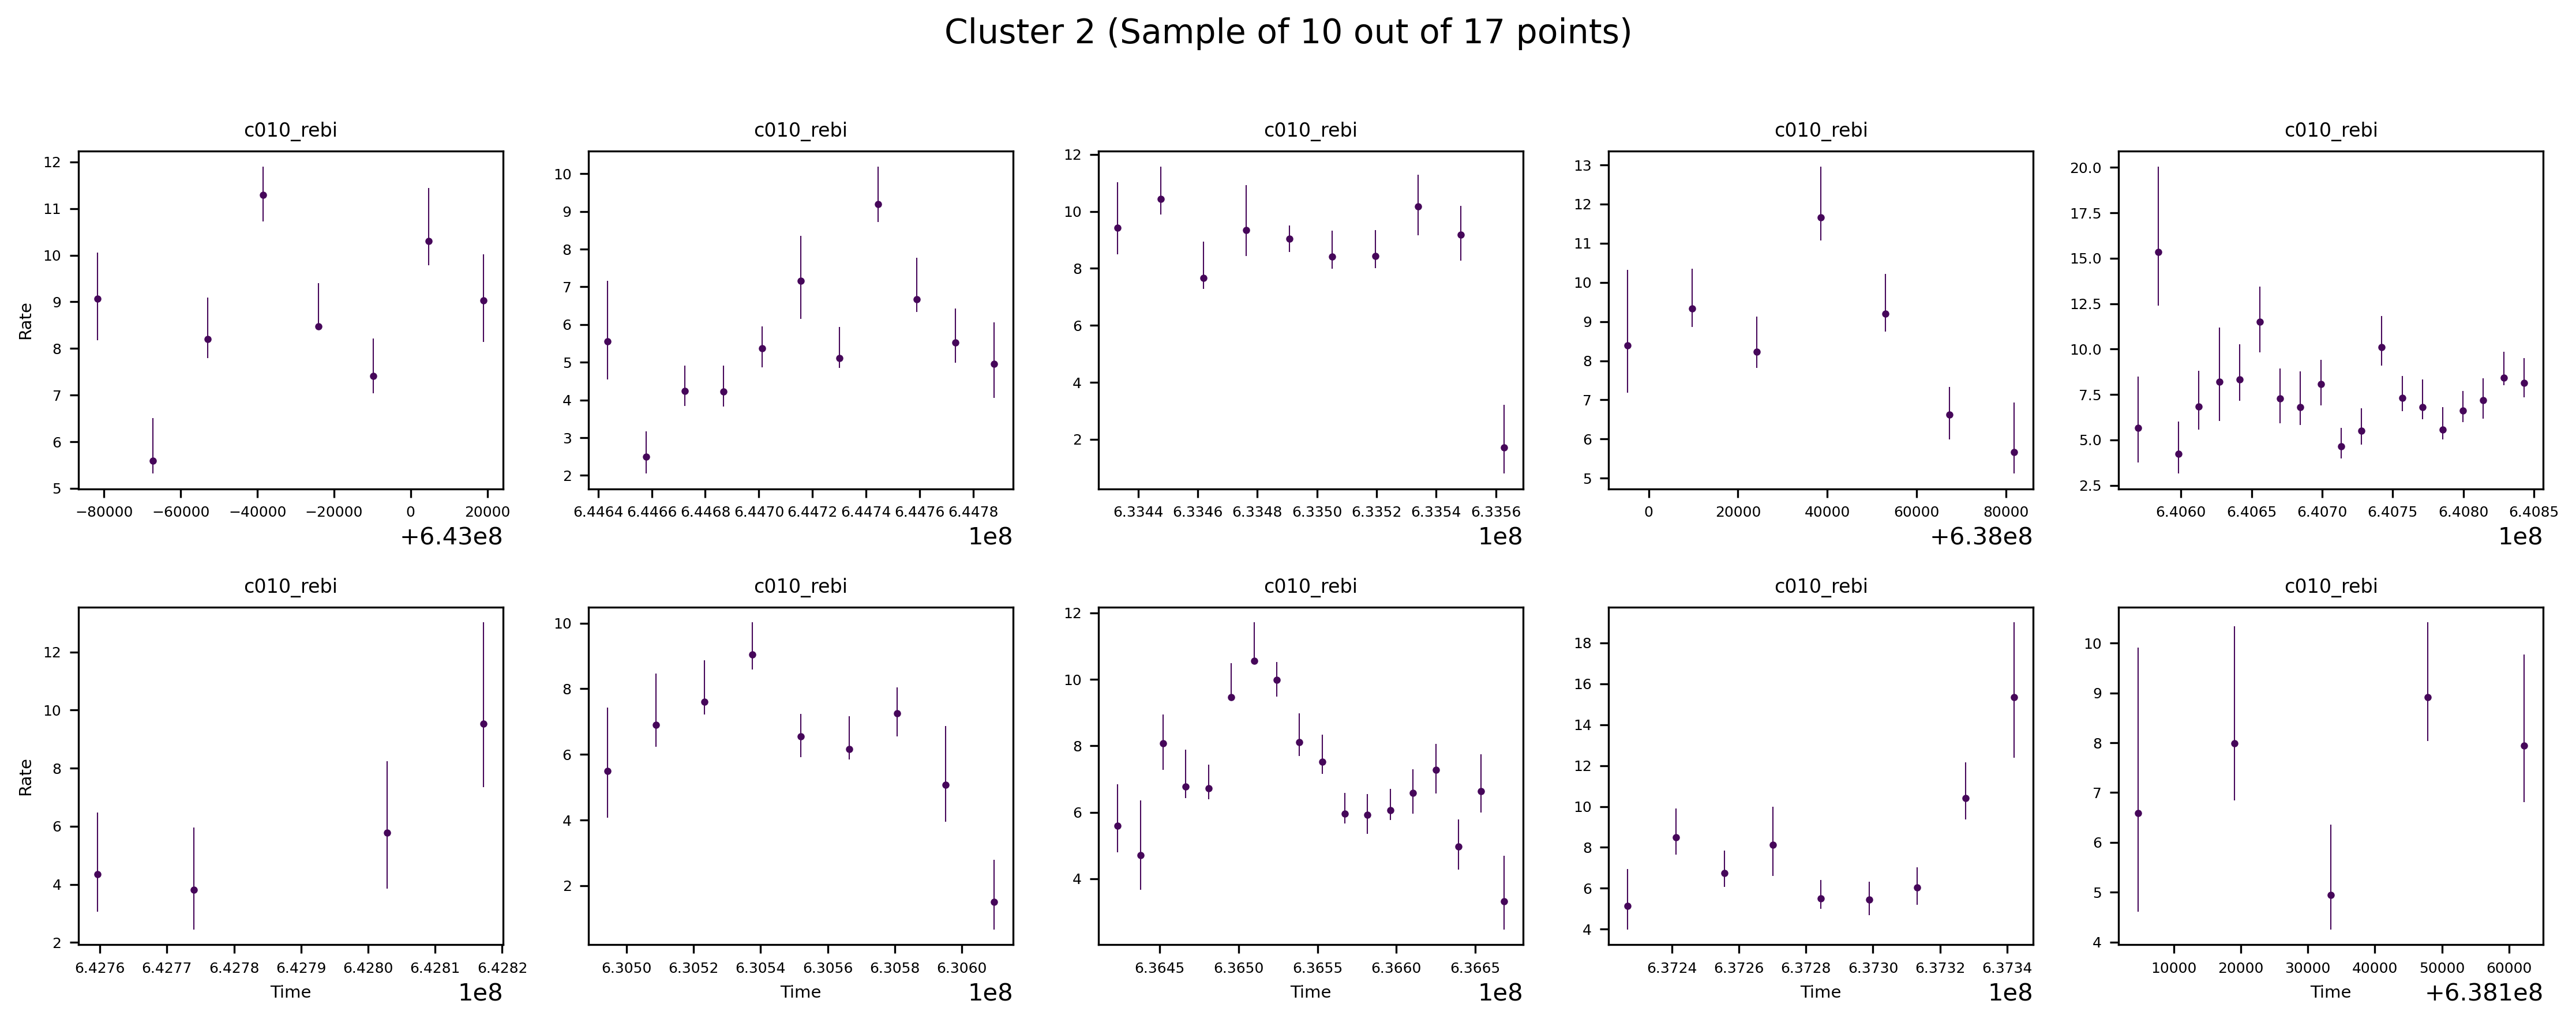 Cluster 2 (Sample of 10 out of 17 points)
c010_rebi c010_rebi c010_rebi c010_rebi c010_rebi
Rate
12 11 10 9 8 7 6 5
−80000 −60000 −40000 −20000 0 20000
+6.43e8
10 9 8 7 6 5 4 3 2
6.4464 6.4466 6.4468 6.4470 6.4472 6.4474 6.4476 6.4478
1e8
12 10 8 6 4 2
6.3344 6.3346 6.3348 6.3350 6.3352 6.3354 6.3356
1e8
13 12 11 10 9 8 7 6 5
0 20000 40000 60000 80000
+6.38e8
20.0 17.5 15.0 12.5 10.0 7.5 5.0 2.5
6.4060 6.4065 6.4070 6.4075 6.4080 6.4085
1e8
c010_rebi c010_rebi c010_rebi c010_rebi c010_rebi
Rate
12 10 8 6 4 2
6.4276 6.4277 6.4278 6.4279 6.4280 6.4281 6.4282
Time 1e8
10 8 6 4 2
6.3050 6.3052 6.3054 6.3056 6.3058 6.3060
Time 1e8
12 10 8 6 4
6.3645 6.3650 6.3655 6.3660 6.3665
Time 1e8
18 16 14 12 10 8 6 4
6.3724 6.3726 6.3728 6.3730 6.3732 6.3734
Time 1e8
10 9 8 7 6 5 4
10000 20000 30000 40000 50000 60000
Time +6.381e8